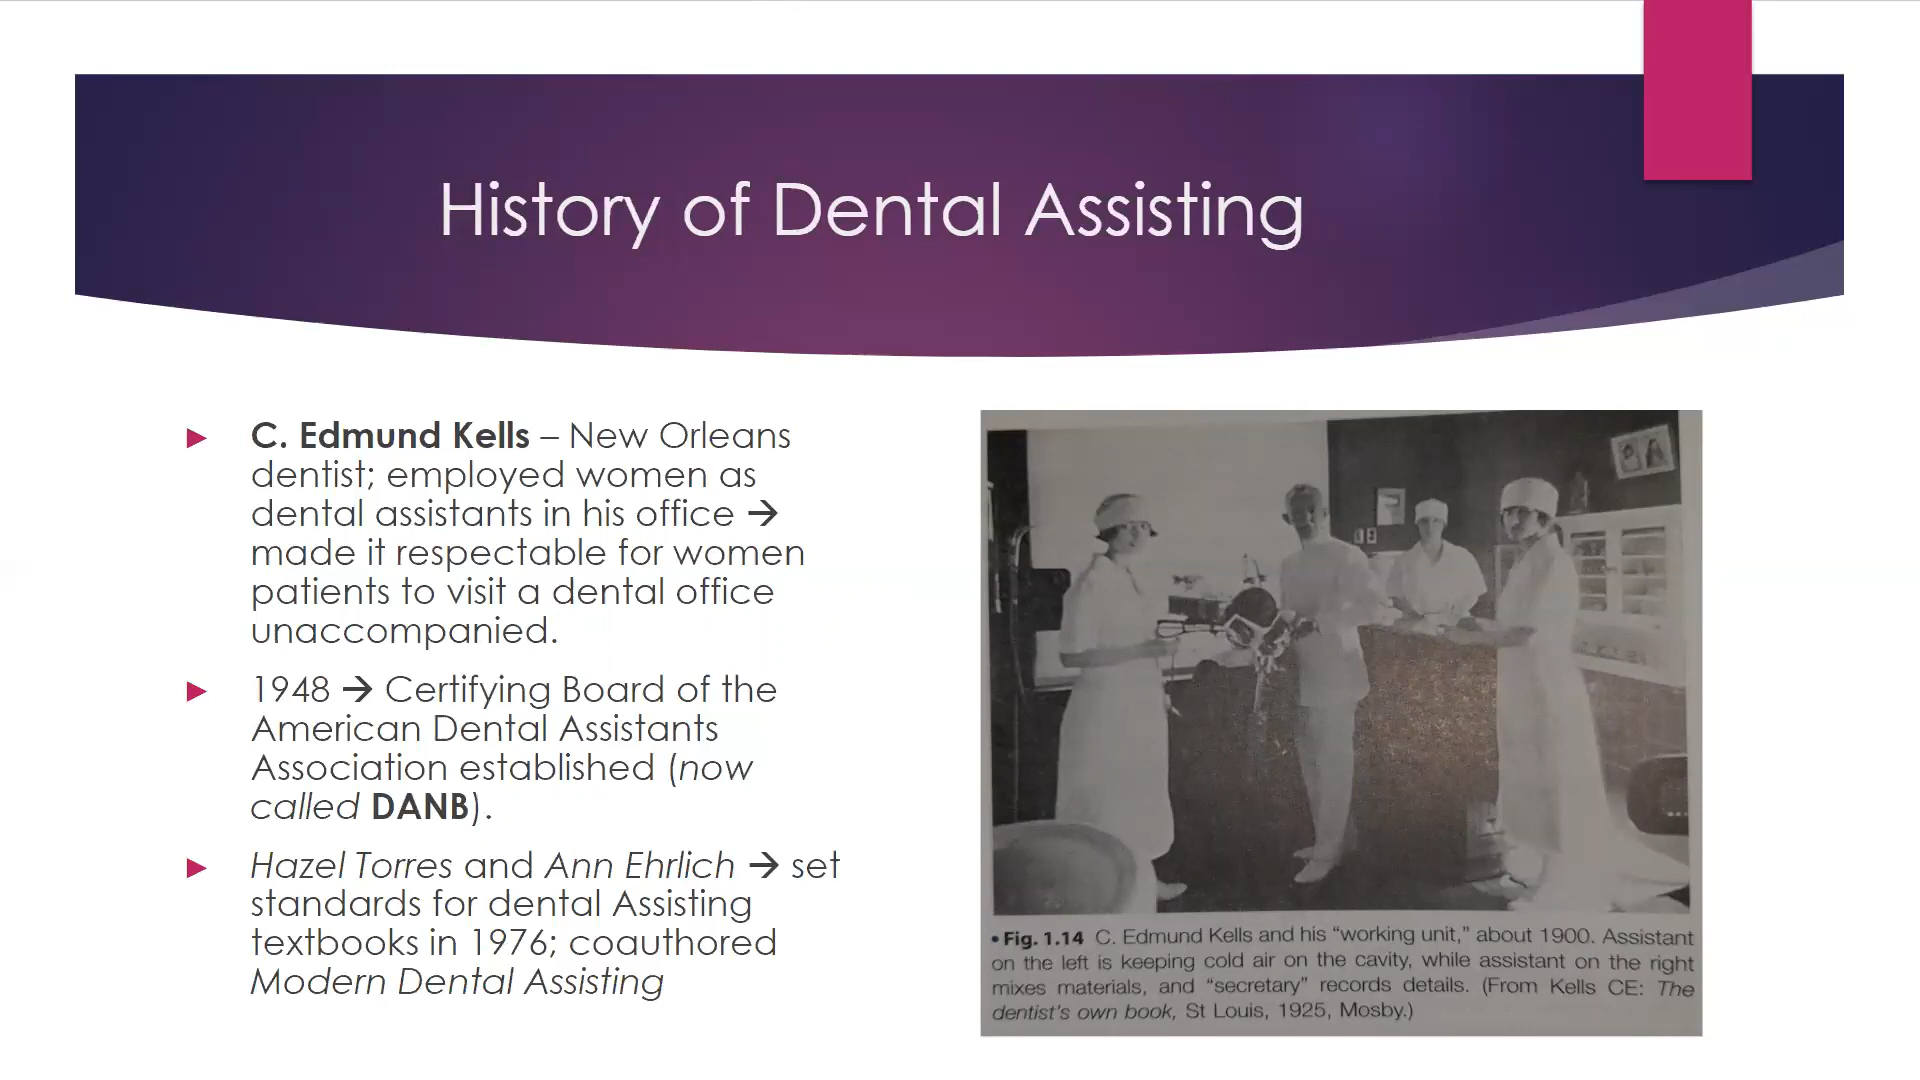 History of Dental Assisting
► C. Edmund Kells – New Orleans
dentist; employed women as
dental assistants in his office →
made it respectable for women
patients to visit a dental office
unaccompanied.
► 1948 → Certifying Board of the
American Dental Assistants
Association established (now
called DANB).
► Hazel Torres and Ann Ehrlich → set
standards for dental Assisting
textbooks in 1976; coauthored
Modern Dental Assisting
• Fig. 1.14 C. Edmund Kells and his “working unit,” about 1900. Assistant
on the left is keeping cold air on the cavity, while assistant on the right
mixes materials, and “secretary” records details. (From Kells CE: The
dentist’s own book, St Louis, 1925, Mosby.)